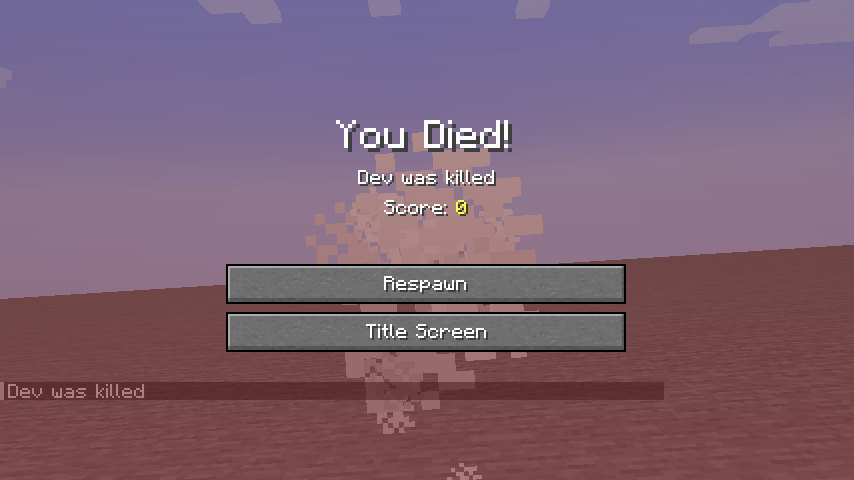 You Died!
Dev was killed
Score: 0
Respawn
Title Screen
Dev was killed